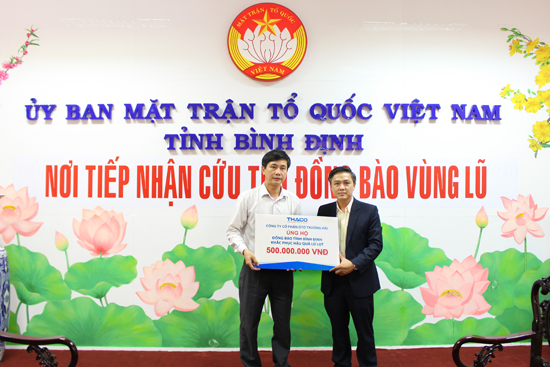 MẶT TRẬN TỔ QUỐC
VIỆT NAM
ỦY BAN MẶT TRẬN TỔ QUỐC VIỆT NAM
TỈNH BÌNH ĐỊNH
NƠI TIẾP NHẬN CỨU ĐỒNG BÀO VÙNG LŨ
THACO
CÔNG TY CỔ PHẦN ÔTÔ TRƯỜNG HẢI
ỦNG HỘ
ĐỒNG BÀO TỈNH BÌNH ĐỊNH
KHẮC PHỤC HẬU QUẢ LŨ LỤT
500.000.000 VNĐ